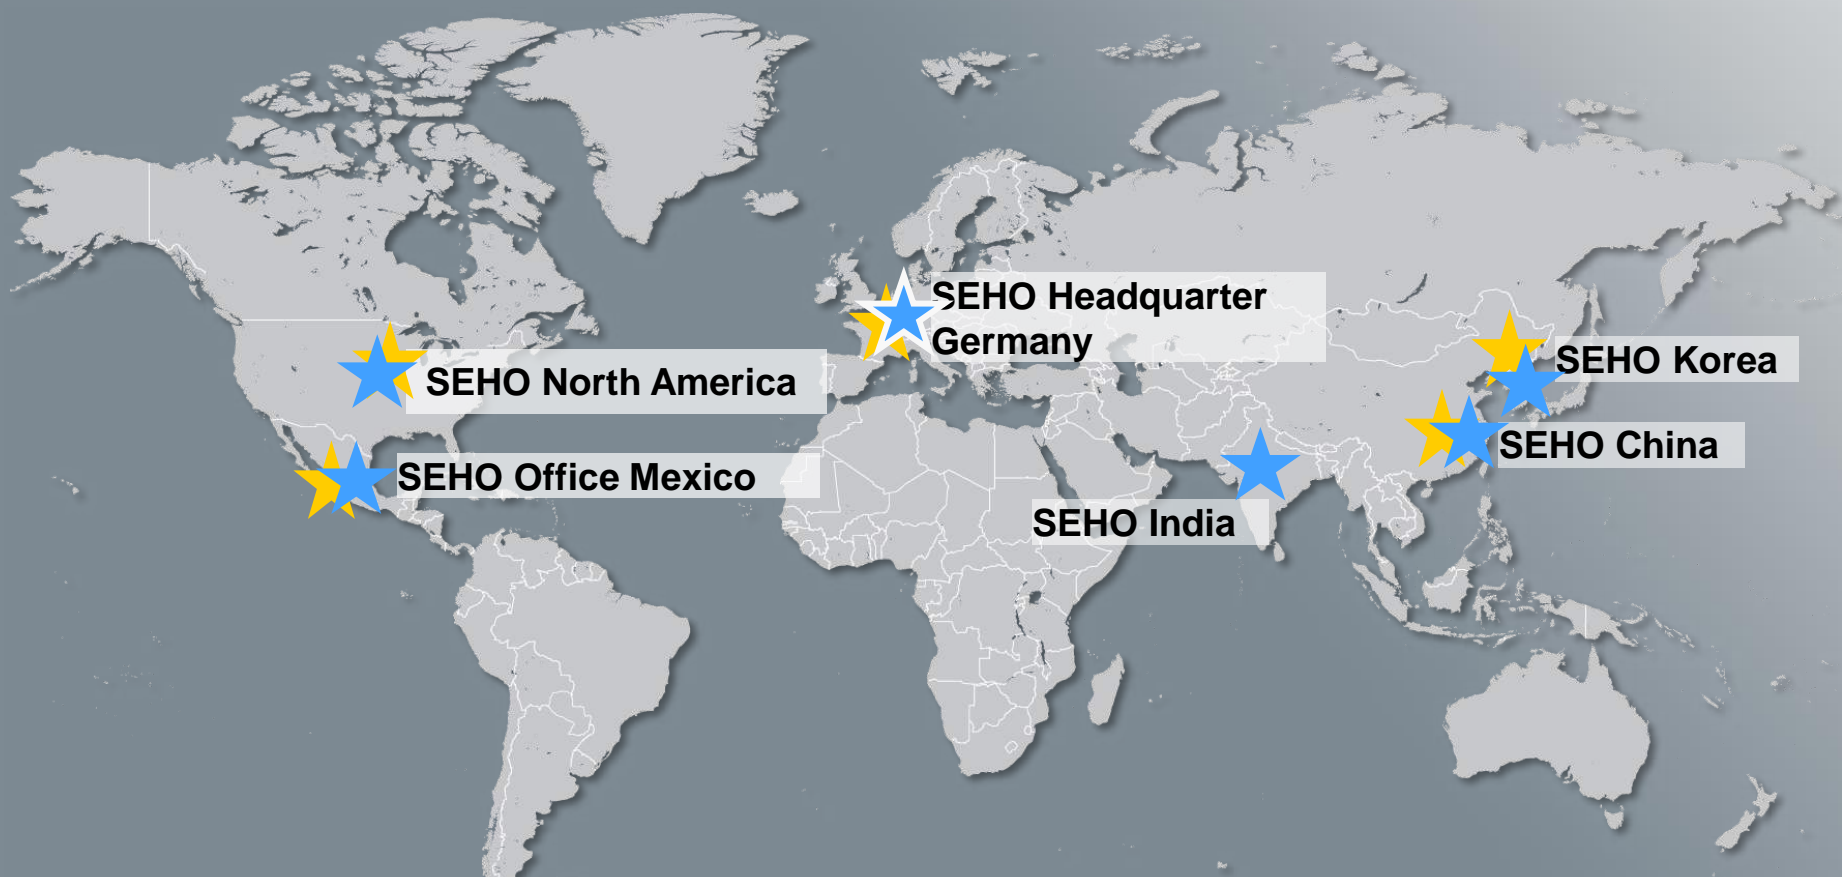 SEHO Headquarter
Germany
SEHO Korea
SEHO North America
SEHO China
SEHO Office Mexico
SEHO India